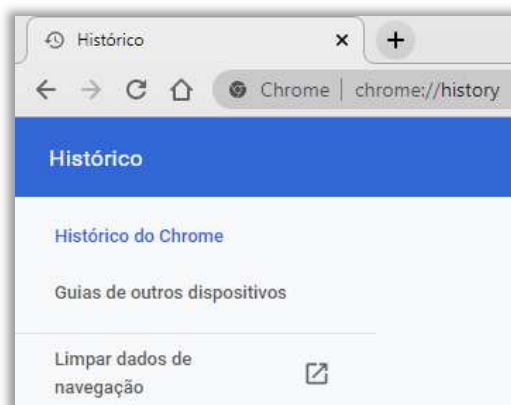 Histórico
Chrome | chrome://history
Histórico
Histórico do Chrome
Guias de outros dispositivos
Limpar dados de
navegação